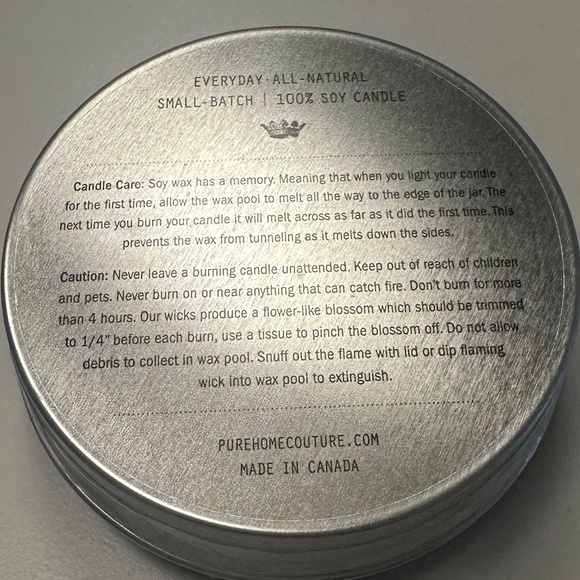 EVERYDAY·ALL-NATURAL
SMALL-BATCH | 100% SOY CANDLE
Candle Care: Soy wax has a memory. Meaning that when you light your candle
for the first time, allow the wax pool to melt all the way to the edge of the jar. The
next time you burn your candle it will melt across as far as it did the first time. This
prevents the wax from tunneling as it melts down the sides.
Caution: Never leave a burning candle unattended. Keep out of reach of children
and pets. Never burn on or near anything that can catch fire. Don't burn for more
than 4 hours. Our wicks produce a flower-like blossom which should be trimmed
to 1/4" before each burn, use a tissue to pinch the blossom off. Do not allow
debris to collect in wax pool. Snuff out the flame with lid or dip flaming
wick into wax pool to extinguish.
PUREHOMECOUTURE.COM
MADE IN CANADA